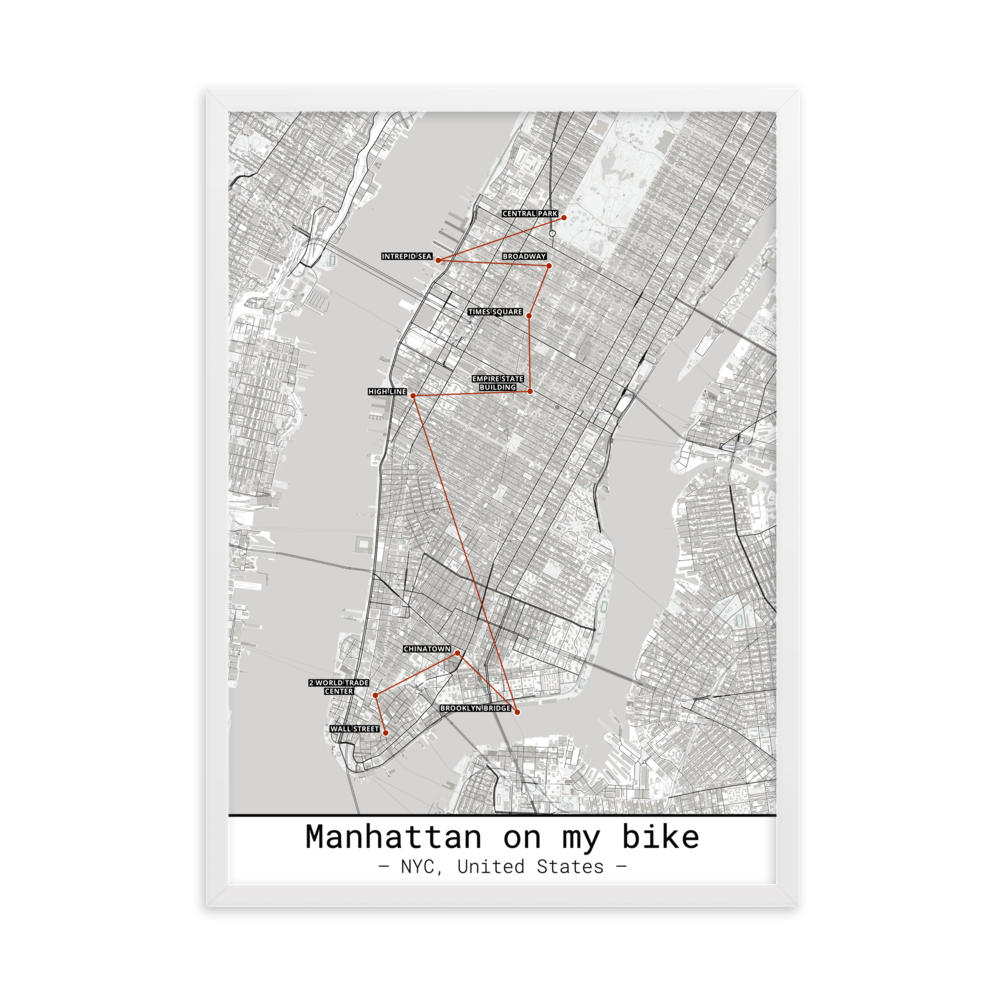 CENTRAL PARK
INTREPID SEA
BROADWAY
TIMES SQUARE
EMPIRE STATE
BUILDING
HIGH LINE
CHINATOWN
2 WORLD TRADE
CENTER
BROOKLYN BRIDGE
WALL STREET
Manhattan on my bike
— NYC, United States —